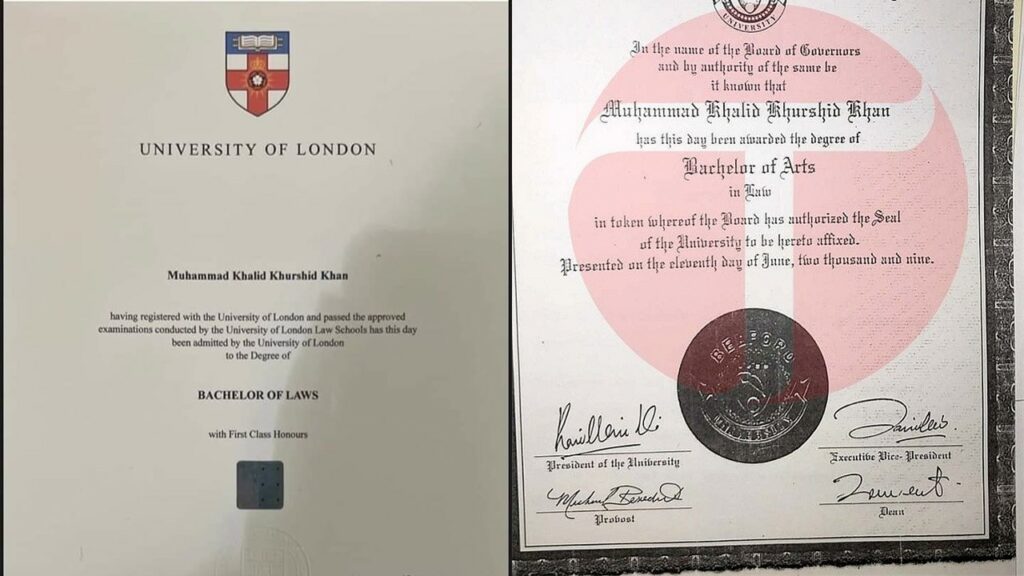 UNIVERSITY OF LONDON
Muhammad Khalid Khurshid Khan
having registered with the University of London and passed the approved
examinations conducted by the University of London Law Schools has this day
been admitted by the University of London
to the Degree of
BACHELOR OF LAWS
with First Class Honours
UNIVERSITY
In the name of the Board of Governors
and by authority of the same be
it known that
Muhammad Khalid Khurshid Khan
has this day been awarded the degree of
Bachelor of Arts
in Law
in token whereof the Board has authorized the Seal
of the University to be hereto affixed.
Presented on the eleventh day of June, two thousand and nine.
BELFORD
UNIVERSITY
President of the University
Executive Vice- President
Provost
Dean